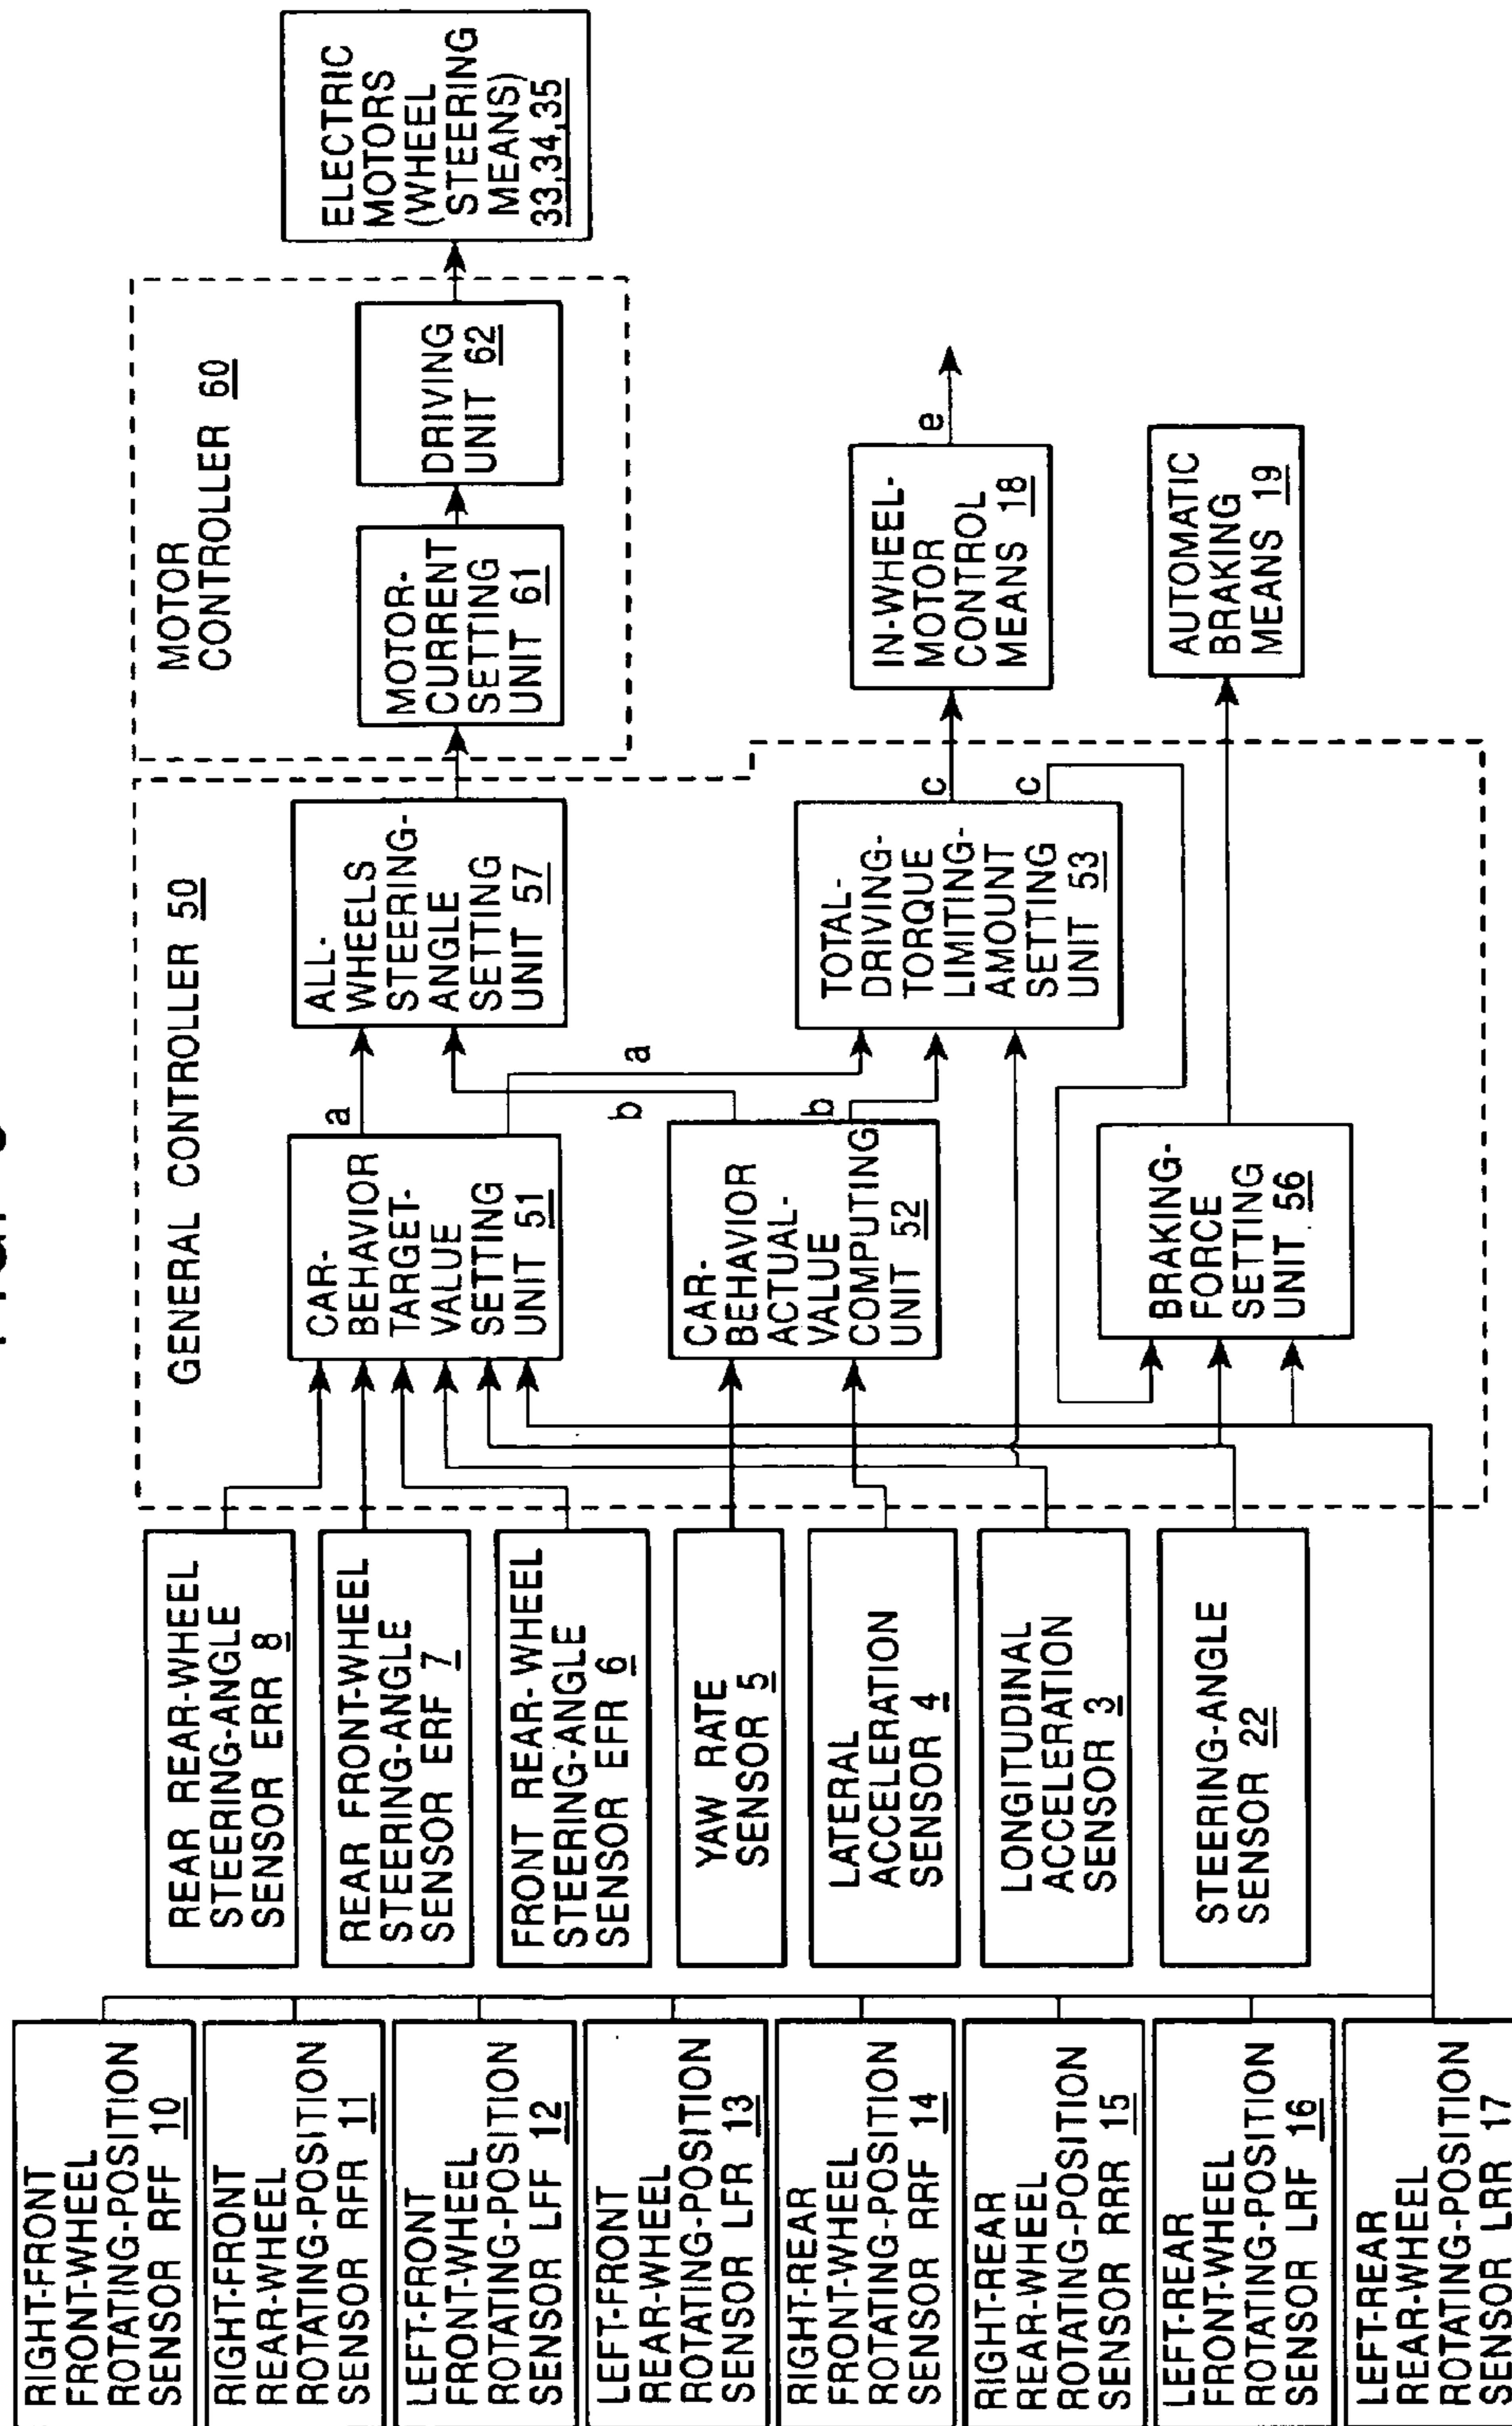 RIGHT-FRONT
FRONT-WHEEL
ROTATING-POSITION
SENSOR RFF 10
RIGHT-FRONT
REAR-WHEEL
ROTATING-POSITION
SENSOR RFR 11
LEFT-FRONT
FRONT-WHEEL
ROTATING-POSITION
SENSOR LFF 12
LEFT-FRONT
REAR-WHEEL
ROTATING-POSITION
SENSOR LFR 13
RIGHT-REAR
FRONT-WHEEL
ROTATING-POSITION
SENSOR RRF 14
RIGHT-REAR
REAR-WHEEL
ROTATING-POSITION
SENSOR RRR 15
LEFT-REAR
FRONT-WHEEL
ROTATING-POSITION
SENSOR LRF 16
LEFT-REAR
REAR-WHEEL
ROTATING-POSITION
SENSOR LRR 17
REAR REAR-WHEEL
STEERING-ANGLE
SENSOR ERR 8
REAR FRONT-WHEEL
STEERING-ANGLE
SENSOR ERF 7
FRONT REAR-WHEEL
STEERING-ANGLE
SENSOR EFR 6
YAW RATE
SENSOR 5
LATERAL
ACCELERATION
SENSOR 4
LONGITUDINAL
ACCELERATION
SENSOR 3
STEERING-ANGLE
SENSOR 22
GENERAL CONTROLLER 50
CAR-
BEHAVIOR
TARGET-
VALUE
SETTING
UNIT 51
a
a
CAR-
BEHAVIOR
ACTUAL-
VALUE
COMPUTING
UNIT 52
b
b
BRAKING-
FORCE
SETTING
UNIT 56
ALL-
WHEELS
STEERING-
ANGLE
SETTING
UNIT 57
TOTAL-
DRIVING-
TORQUE
LIMITING-
AMOUNT
SETTING
UNIT 53
c
c
MOTOR
CONTROLLER 60
MOTOR-
CURRENT
SETTING
UNIT 61
DRIVING
UNIT 62
IN-WHEEL-
MOTOR
CONTROL
MEANS 18
e
AUTOMATIC
BRAKING
MEANS 19
ELECTRIC
MOTORS
(WHEEL
STEERING
MEANS)
33,34,35